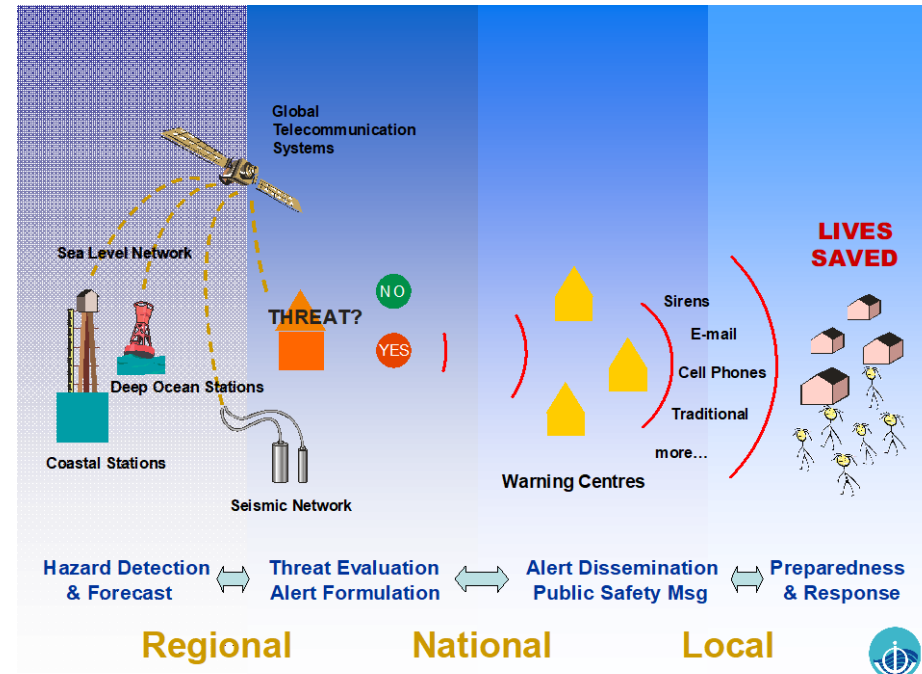 Global
Telecommunication
Systems
Sea Level Network
LIVES
SAVED
NO
THREAT?
YES
Sirens
E-mail
Cell Phones
Traditional
more…
Deep Ocean Stations
Coastal Stations
Seismic Network
Warning Centres
Hazard Detection
& Forecast
Threat Evaluation
Alert Formulation
Alert Dissemination
Public Safety Msg
Preparedness
& Response
Regional
National
Local